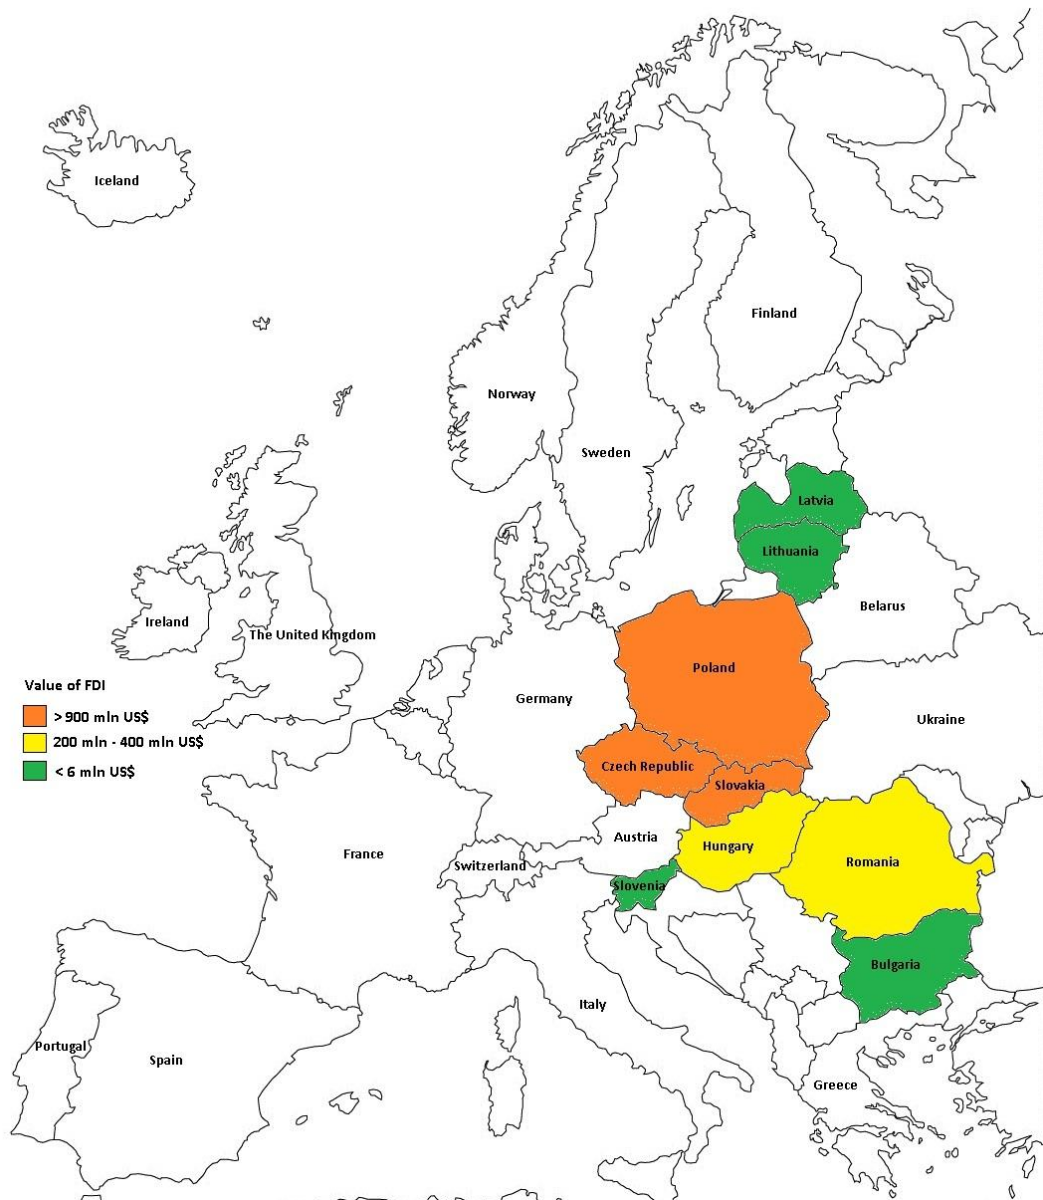 Iceland
Finland
Norway
Sweden
Latvia
Lithuania
Belarus
Ireland
The United Kingdom
Poland
Value of FDI
Germany
> 900 mln US$
Ukraine
200 mln - 400 mln US$
Czech Republic
< 6 mln US$
Slovakia
Austria
Hungary
France
Romania
Switzerland
Slovenia
Bulgaria
Italy
Portugal
Spain
Greece